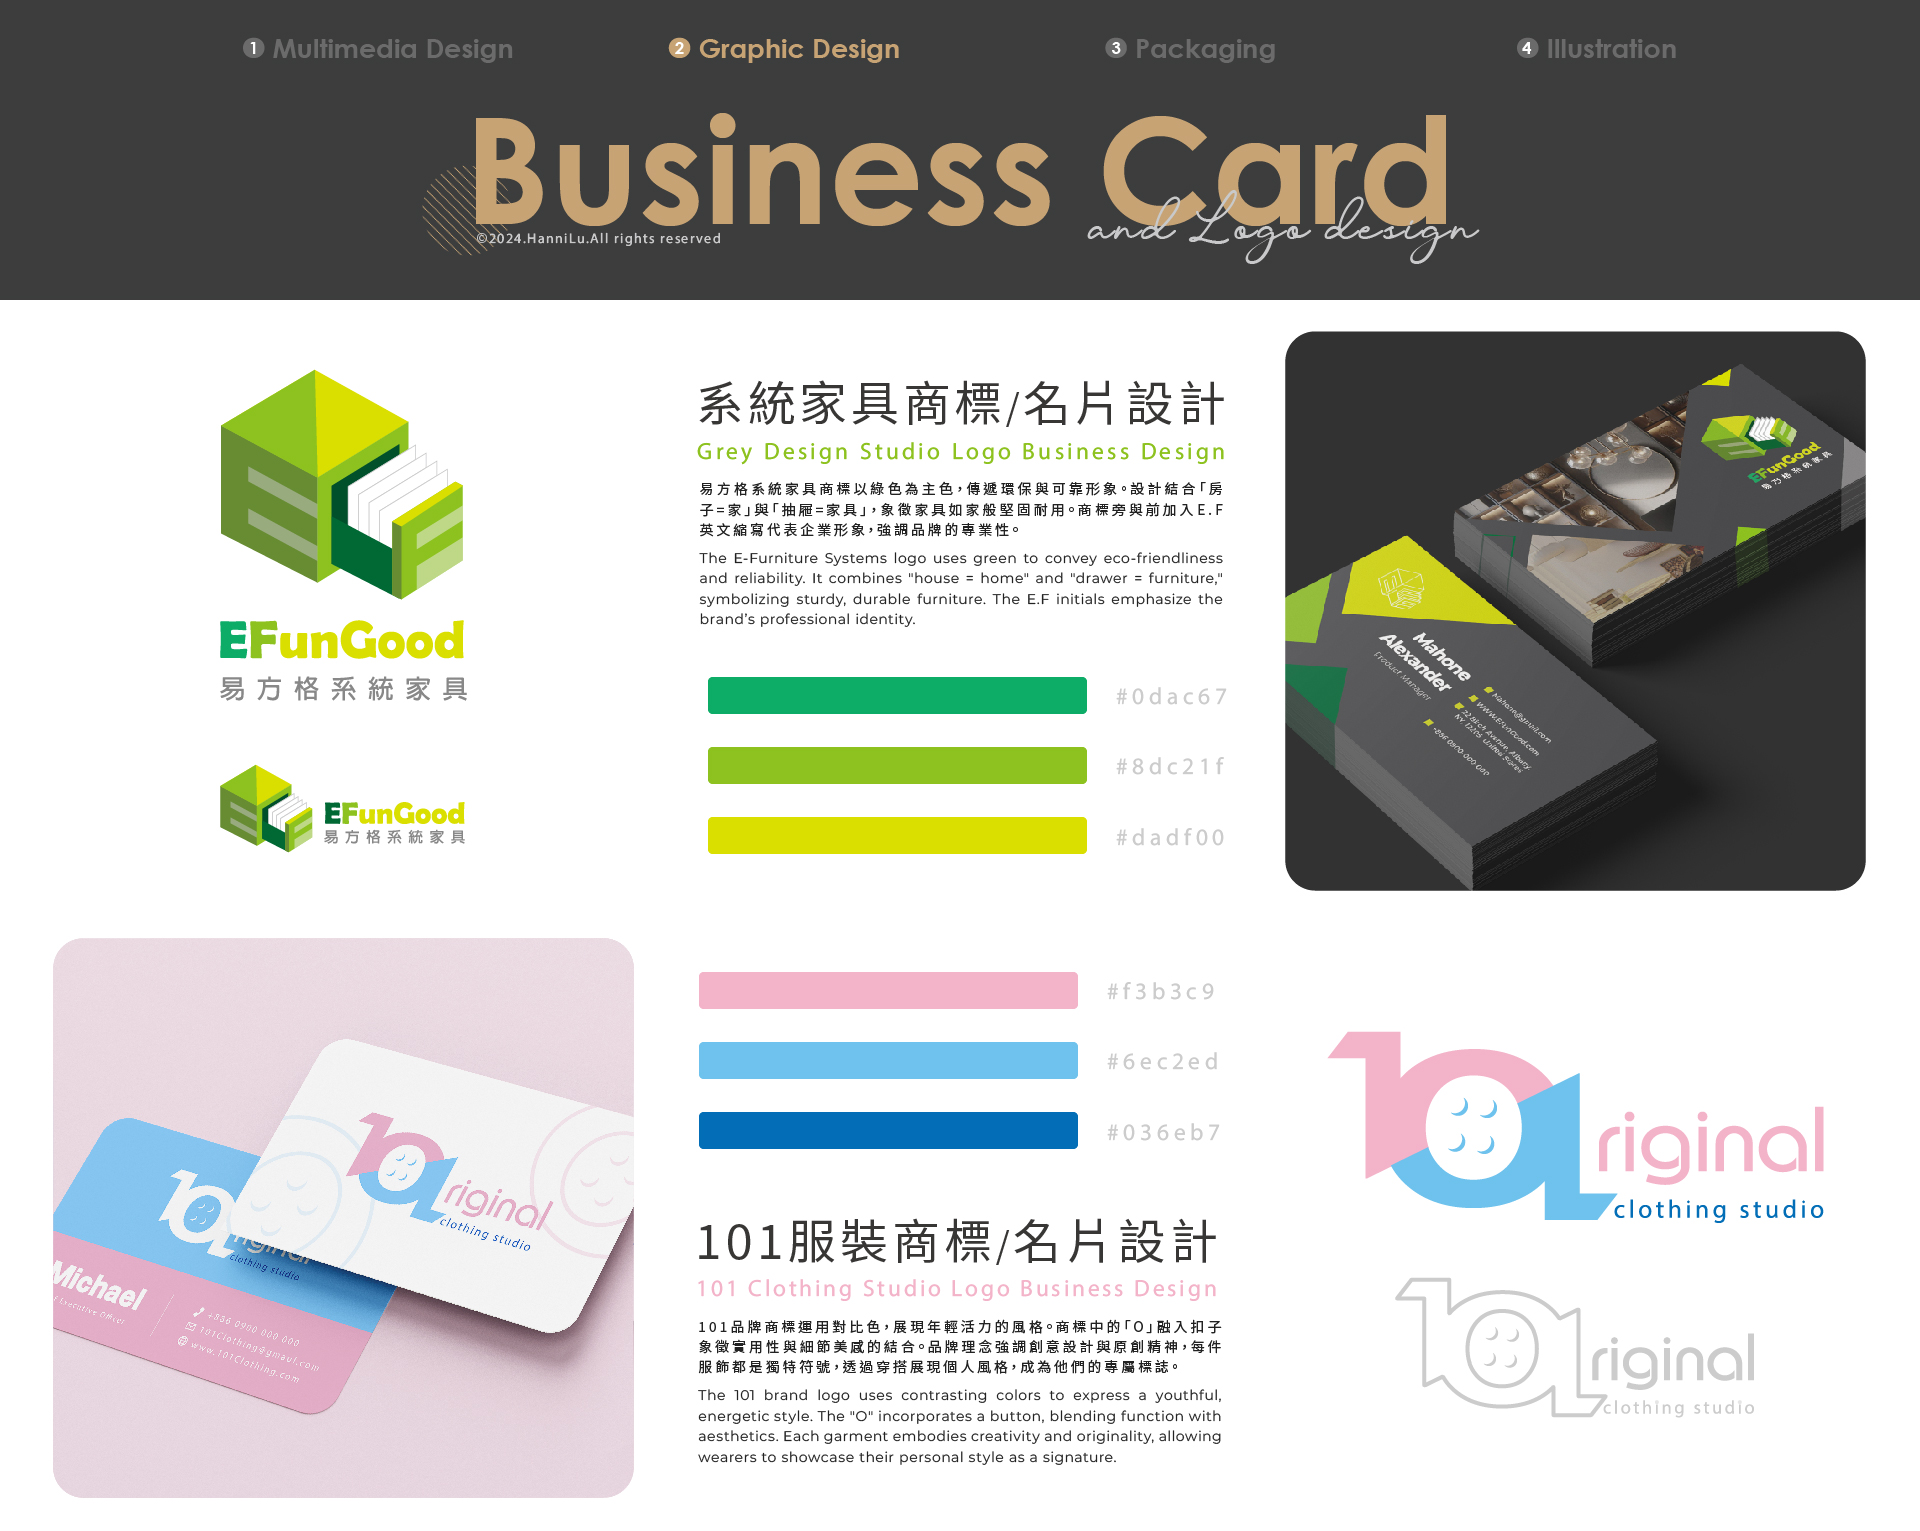 1 Multimedia Design
2 Graphic Design
3 Packaging
4 Illustration
Business Card
and Logo design
©2024.HanniLu.All rights reserved
EFunGood
易方格系統家具
EFunGood
易方格系統家具
系統家具商標/名片設計
Grey Design Studio Logo Business Design
易方格系統家具商標以綠色為主色，傳遞環保與可靠形象。設計結合「房
子=家」與「抽屜=家具」，象徵家具如家般堅固耐用。商標旁與前加入E.F
英文縮寫代表企業形象，強調品牌的專業性。
The E-Furniture Systems logo uses green to convey eco-friendliness
and reliability. It combines "house = home" and "drawer = furniture,"
symbolizing sturdy, durable furniture. The E.F initials emphasize the
brand's professional identity.
#0dac67
#8dc21f
#dadf00
EFunGood
易方格系統家具
Mahone
Alexander
Product Manager
Mahone@gmail.com
WWW.EFunGood.com
22 Birch Avenue, Albany,
NY 12205, United States
+886 0900 000 000
101 riginal
clothing studio
101 riginal
clothing studio
Michael
Executive Officer
+886 0900 000 000
101Clothing@gmaul.com
www.101Clothing.com
#f3b3c9
#6ec2ed
#036eb7
101服裝商標/名片設計
101 Clothing Studio Logo Business Design
101品牌商標運用對比色，展現年輕活力的風格。商標中的「O」融入扣子
象徵實用性與細節美感的結合。品牌理念強調創意設計與原創精神，每件
服飾都是獨特符號，透過穿搭展現個人風格，成為他們的專屬標誌。
The 101 brand logo uses contrasting colors to express a youthful,
energetic style. The "O" incorporates a button, blending function with
aesthetics. Each garment embodies creativity and originality, allowing
wearers to showcase their personal style as a signature.
101 riginal
clothing studio
101 riginal
clothing studio